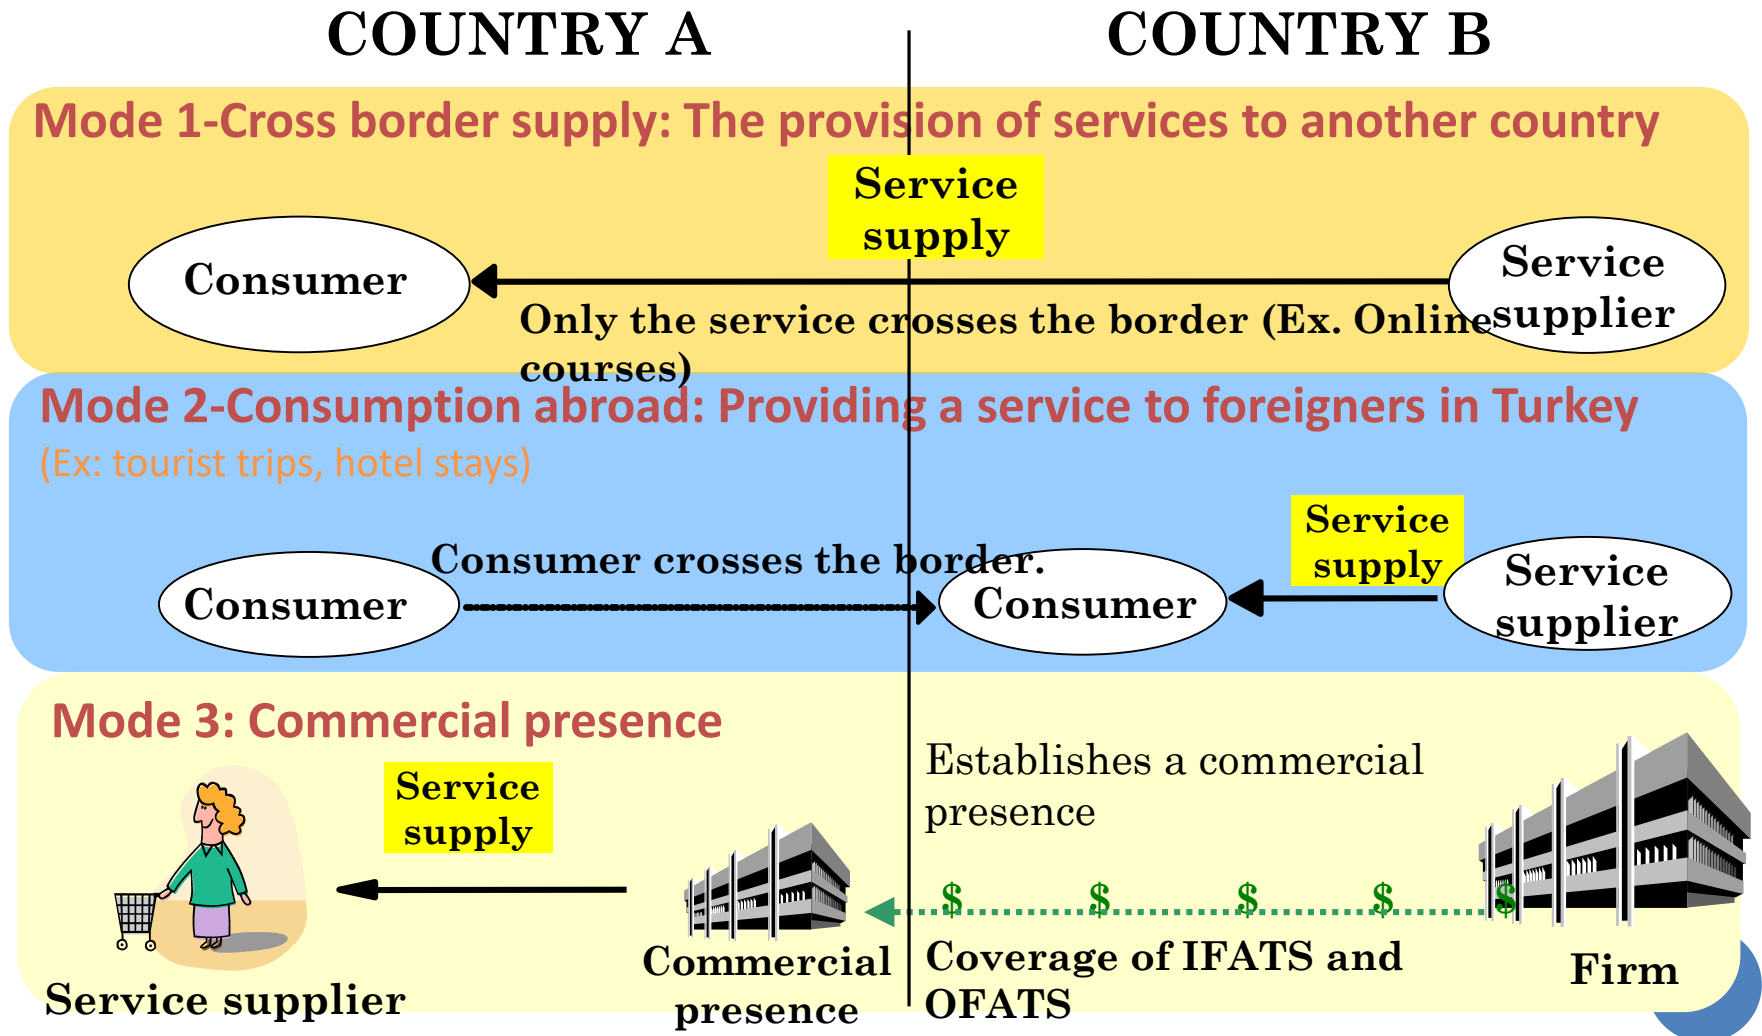 COUNTRY A
COUNTRY B
Mode 1-Cross border supply: The provision of services to another country
Service
supply
Consumer
Service
supplier
Only the service crosses the border (Ex. Online
courses)
Mode 2-Consumption abroad: Providing a service to foreigners in Turkey
(Ex: tourist trips, hotel stays)
Service
supply
Consumer crosses the border.
Consumer
Consumer
Service
supplier
Mode 3: Commercial presence
Service
supply
Establishes a commercial
presence
$ $ $ $ $
Commercial
presence
Coverage of IFATS and
OFATS
Firm
Service supplier